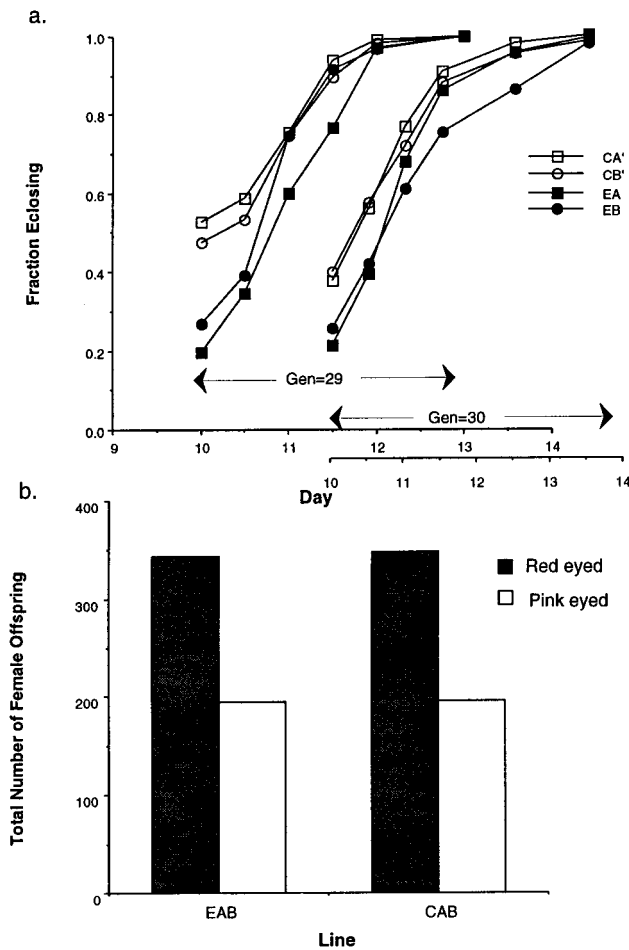 a.
1.0
0.8
0.6
0.4
0.2
0.0
Fraction Eclosing
CA'
CB'
EA
EB
Gen=29
Gen=30
9 10 11 12 13 14
10 11 12 13 14
Day
b.
400
300
200
100
0
Total Number of Female Offspring
Red eyed
Pink eyed
EAB CAB
Line